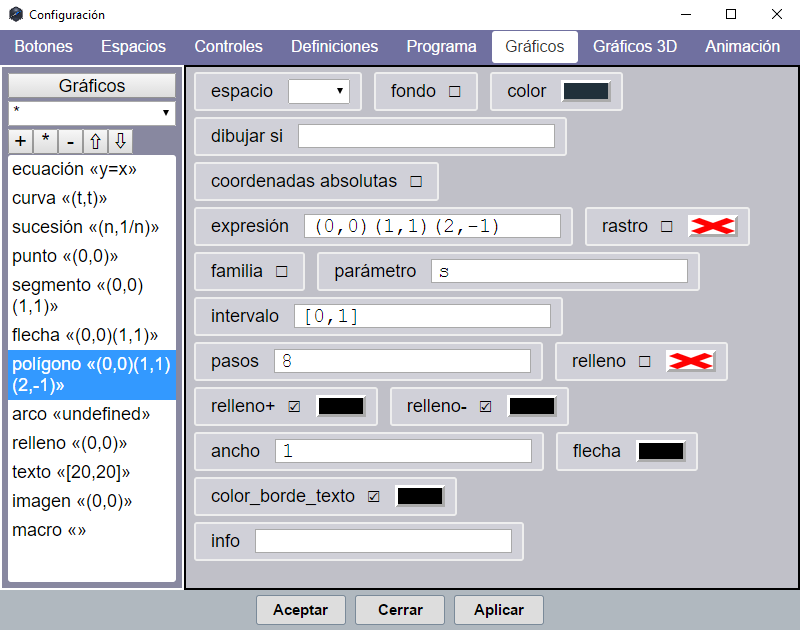 Configuración
Botones Espacios Controles Definiciones Programa Gráficos Gráficos 3D Animación
Gráficos
*
+ * - ⇧ ⇩
ecuación «y=x»
curva «(t,t)»
sucesión «(n,1/n)»
punto «(0,0)»
segmento «(0,0)
(1,1)»
flecha «(0,0)(1,1)»
polígono «(0,0)(1,1)
(2,-1)»
arco «undefined»
relleno «(0,0)»
texto «[20,20]»
imagen «(0,0)»
macro «»
espacio fondo color
dibujar si
coordenadas absolutas
expresión (0,0)(1,1)(2,-1) rastro
familia parámetro s
intervalo [0,1]
pasos 8 relleno
relleno+ relleno-
ancho 1 flecha
color_borde_texto
info
Aceptar Cerrar Aplicar